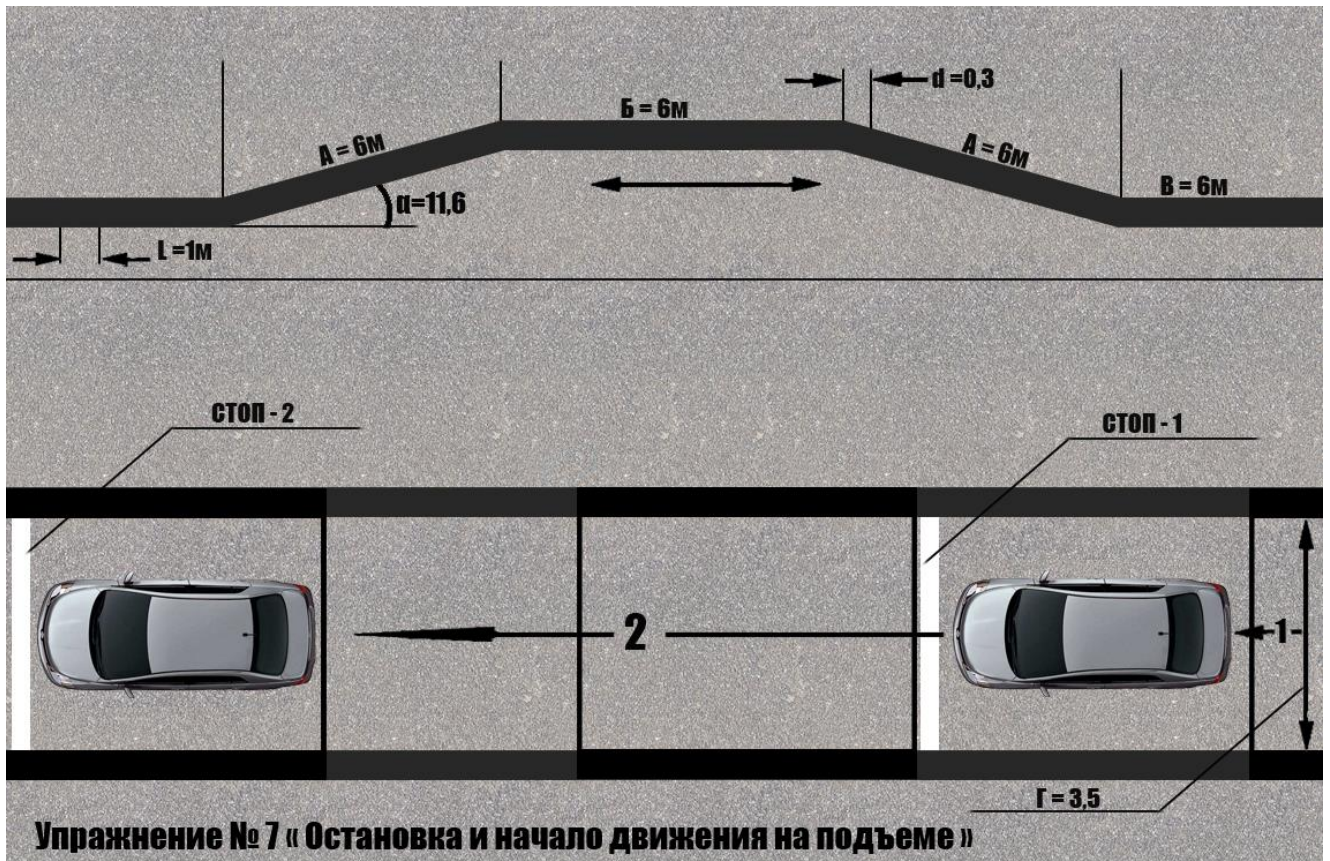 d =0,3
Б = 6м
А = 6м
А = 6м
В = 6м
α=11,6
L =1м
СТОП - 2
СТОП - 1
2
1
Г = 3,5
Упражнение № 7 « Остановка и начало движения на подъеме »